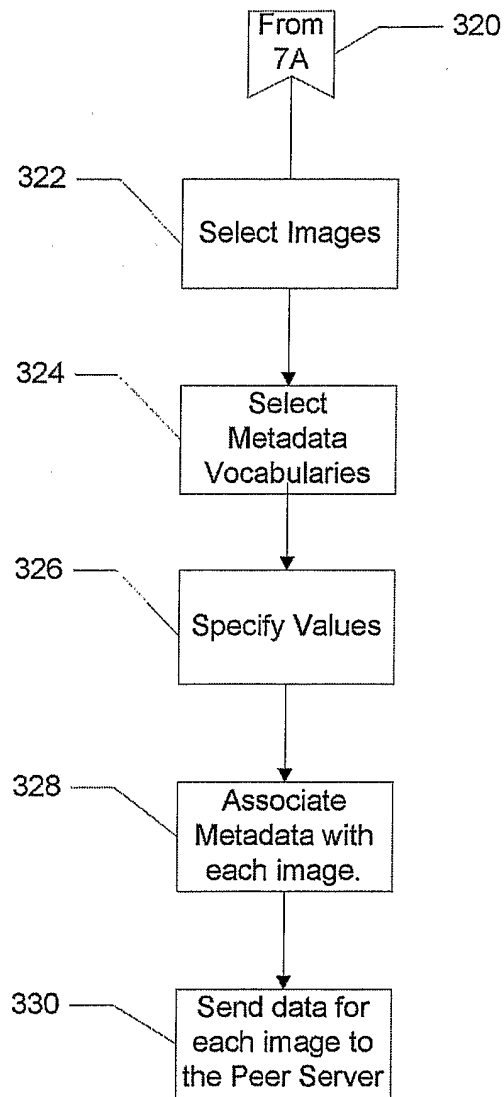 From
7A
320
322
Select Images
324
Select
Metadata
Vocabularies
326
Specify Values
328
Associate
Metadata with
each image.
330
Send data for
each image to
the Peer Server